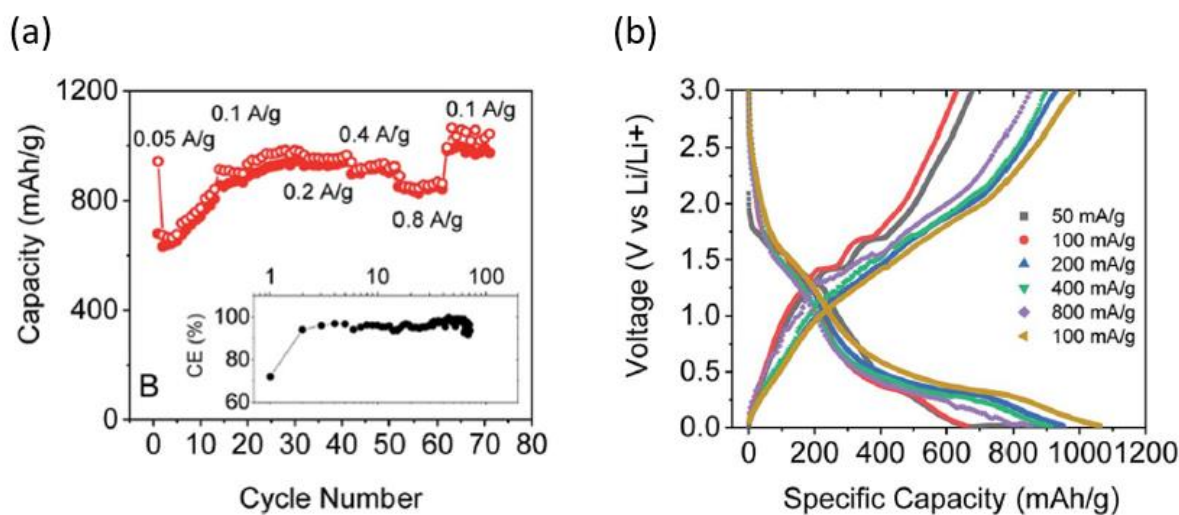 (a)
(b)
1200
800
400
0
Capacity (mAh/g)
0.05 A/g
0.1 A/g
0.2 A/g
0.4 A/g
0.8 A/g
0.1 A/g
B
1 10 100
100
80
60
CE (%)
0 10 20 30 40 50 60 70 80
Cycle Number
3.0
2.5
2.0
1.5
1.0
0.5
0.0
Voltage (V vs Li/Li+)
50 mA/g
100 mA/g
200 mA/g
400 mA/g
800 mA/g
100 mA/g
0 200 400 600 800 1000 1200
Specific Capacity (mAh/g)